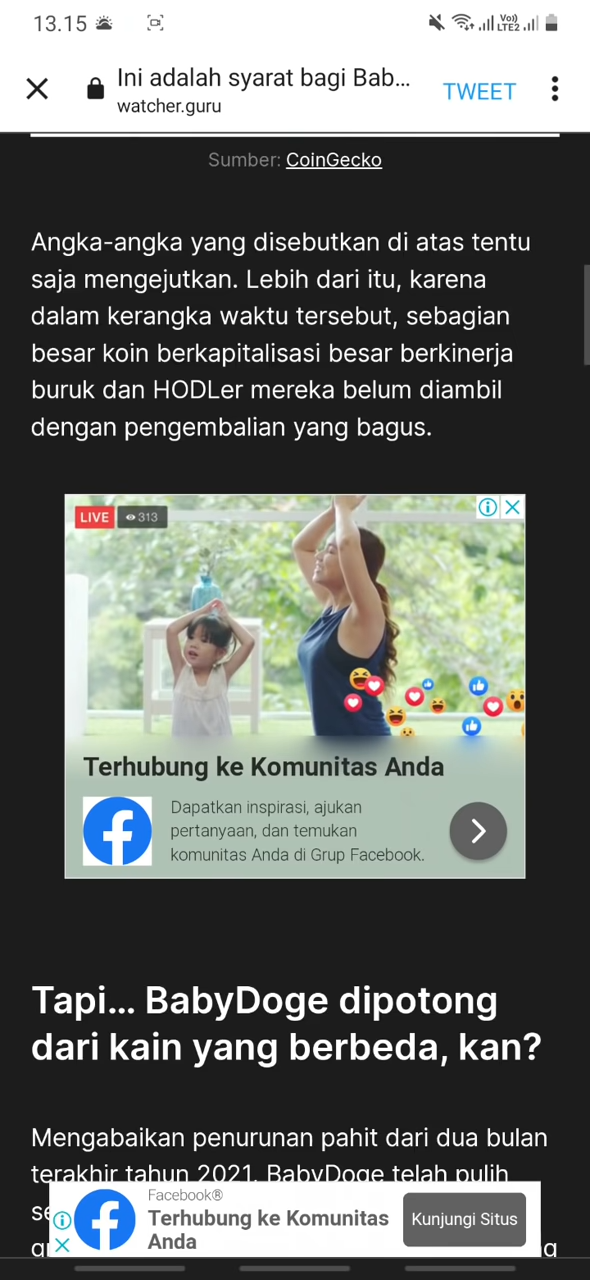 13.15
Vo))
LTE2
Ini adalah syarat bagi Bab...
watcher.guru
TWEET
Sumber: CoinGecko
Angka-angka yang disebutkan di atas tentu
saja mengejutkan. Lebih dari itu, karena
dalam kerangka waktu tersebut, sebagian
besar koin berkapitalisasi besar berkinerja
buruk dan HODLer mereka belum diambil
dengan pengembalian yang bagus.
LIVE
313
Terhubung ke Komunitas Anda
Dapatkan inspirasi, ajukan
pertanyaan, dan temukan
komunitas Anda di Grup Facebook.
Tapi... BabyDoge dipotong
dari kain yang berbeda, kan?
Mengabaikan penurunan pahit dari dua bulan
terakhir tahun 2021, BabyDoge telah pulih
Facebook®
Terhubung ke Komunitas
Anda
Kunjungi Situs